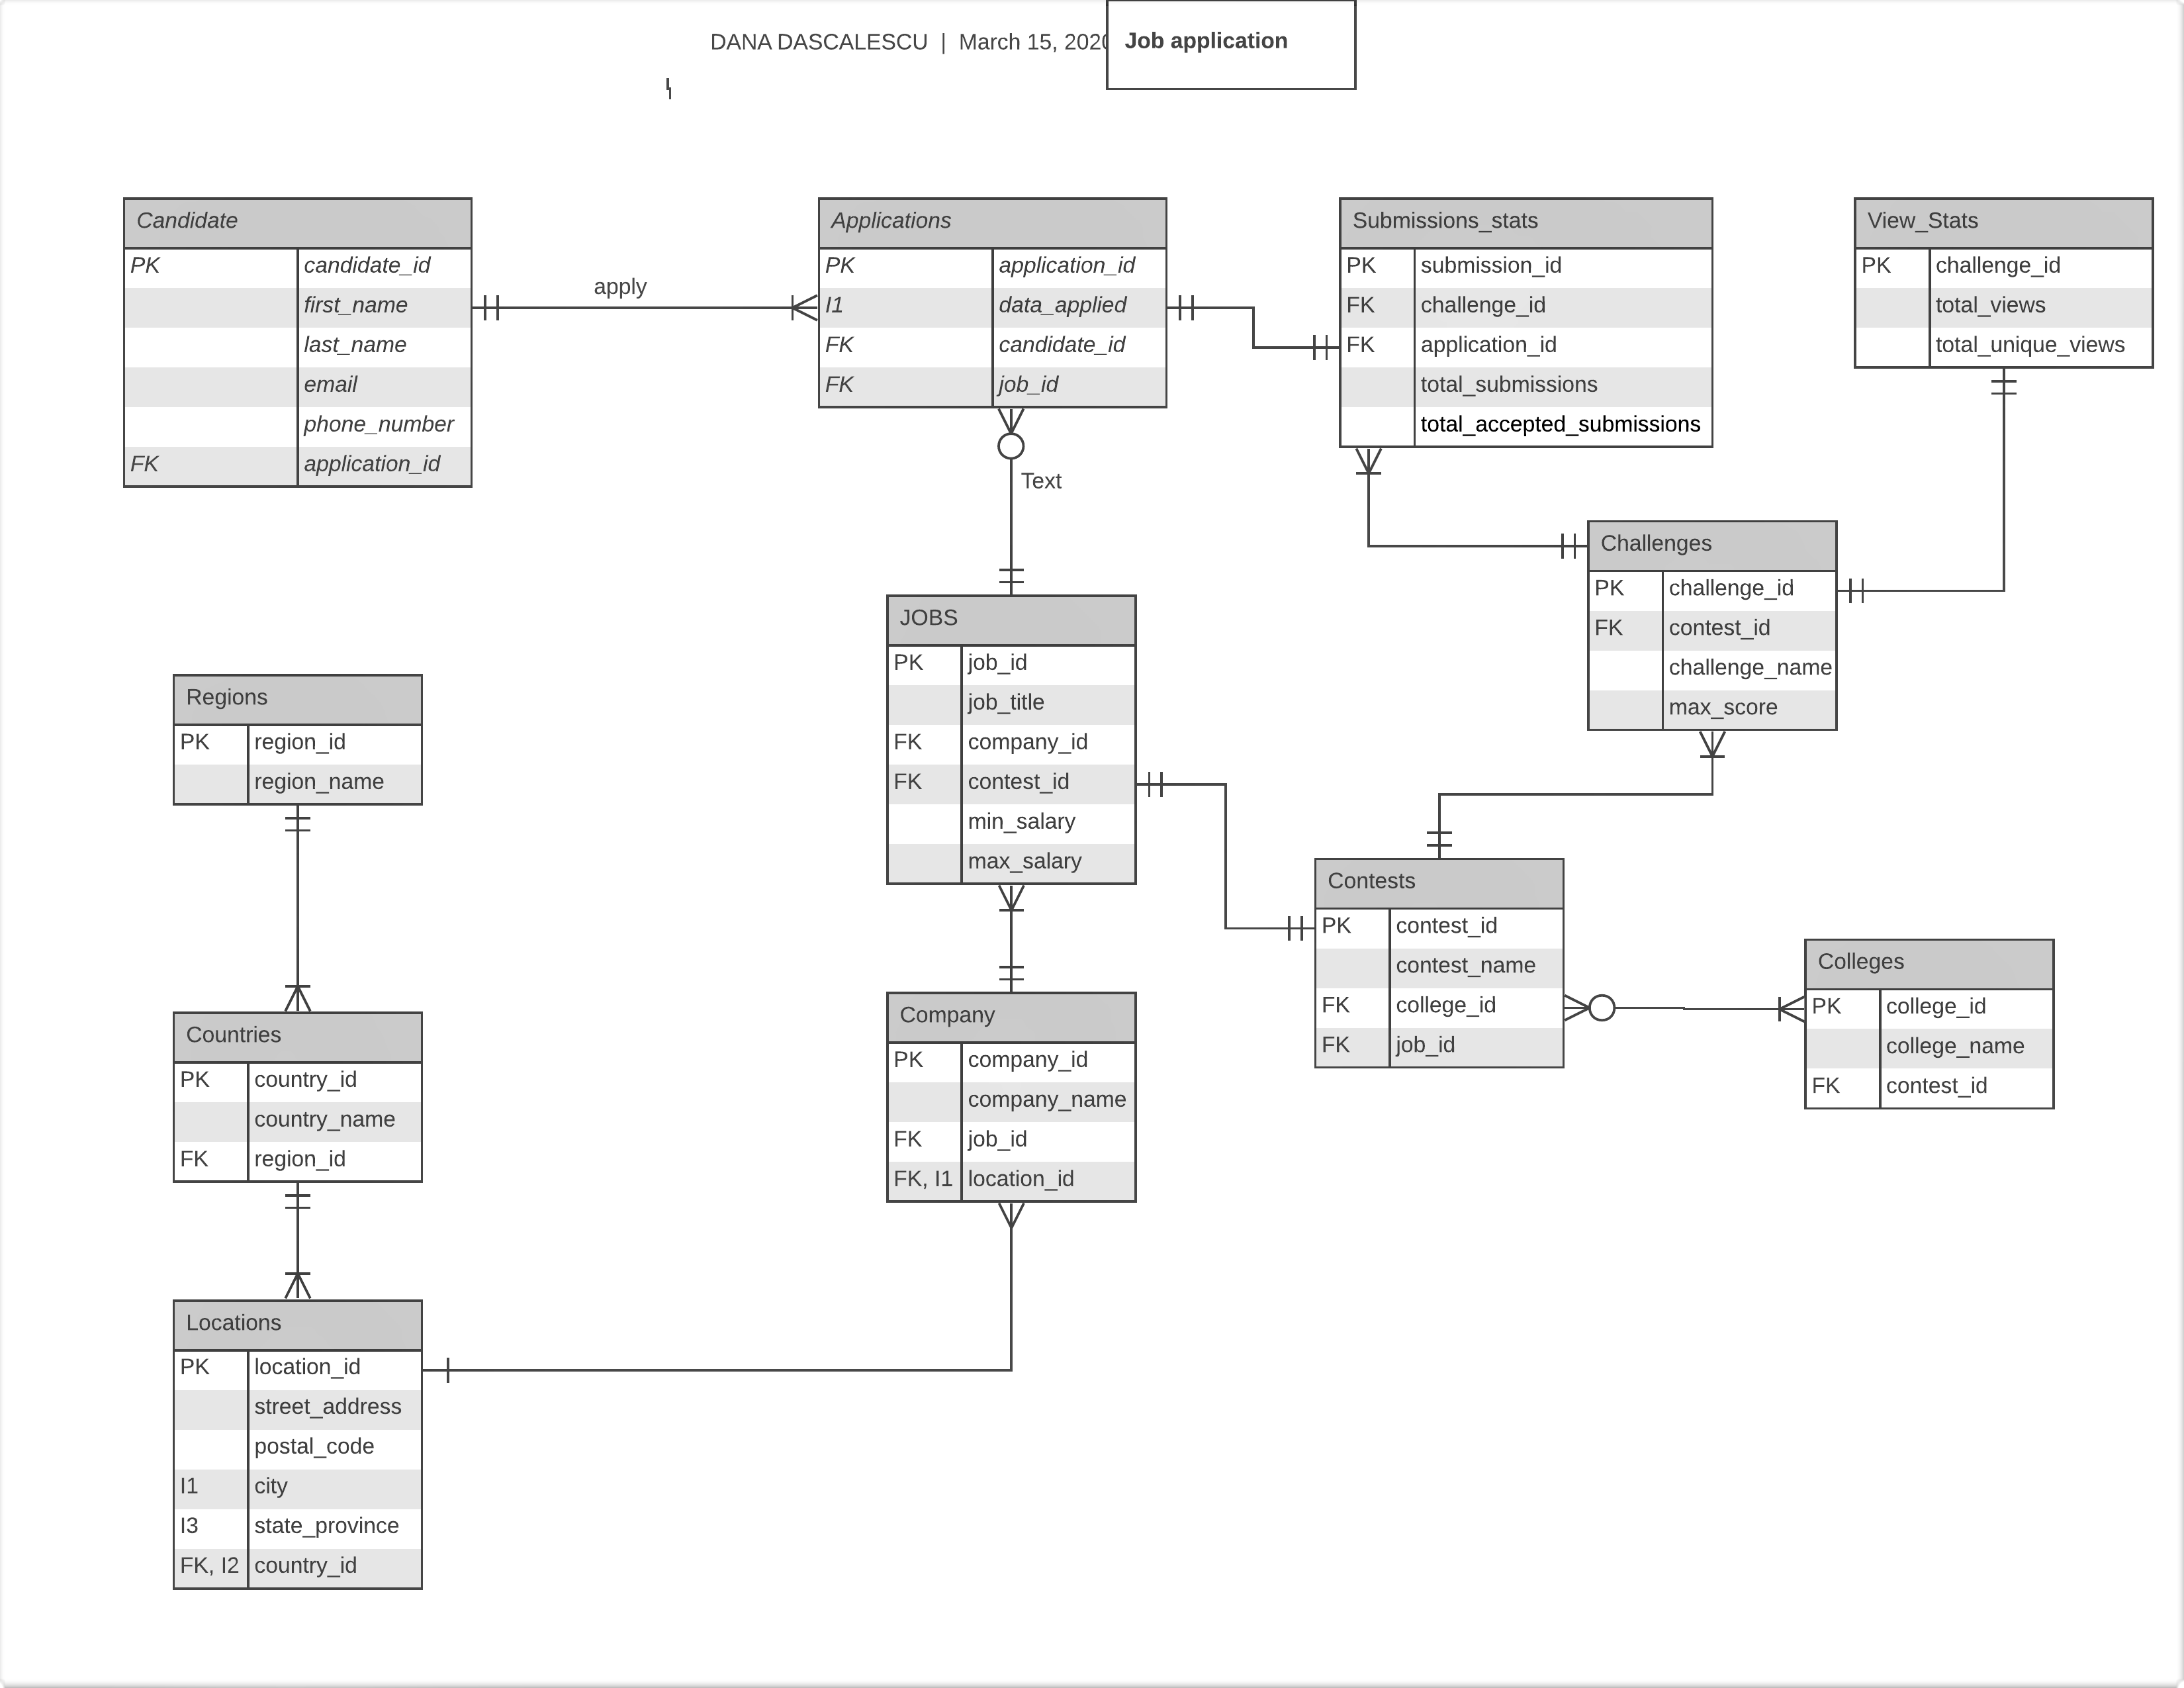 DANA DASCALESCU | March 15, 2020
Job application
Candidate
PK candidate_id
first_name
last_name
email
phone_number
FK application_id
apply
Applications
PK application_id
I1 data_applied
FK candidate_id
FK job_id
Text
Submissions_stats
PK submission_id
FK challenge_id
FK application_id
total_submissions
total_accepted_submissions
View_Stats
PK challenge_id
total_views
total_unique_views
Challenges
PK challenge_id
FK contest_id
challenge_name
max_score
JOBS
PK job_id
job_title
FK company_id
FK contest_id
min_salary
max_salary
Regions
PK region_id
region_name
Contests
PK contest_id
contest_name
FK college_id
FK job_id
Colleges
PK college_id
college_name
FK contest_id
Countries
PK country_id
country_name
FK region_id
Company
PK company_id
company_name
FK job_id
FK, I1 location_id
Locations
PK location_id
street_address
postal_code
I1 city
I3 state_province
FK, I2 country_id